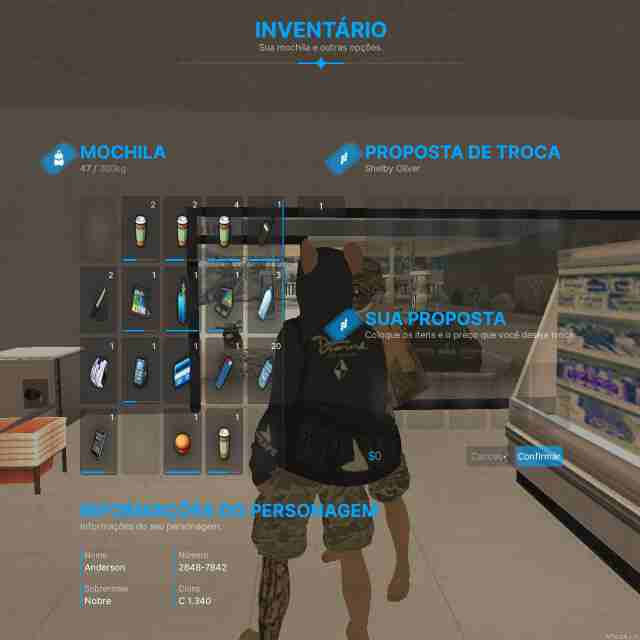 INVENTÁRIO
Sua mochila e outras opções.
MOCHILA
47 / 300kg
PROPOSTA DE TROCA
Shelby Oliver
2 2 4 1 1
2 1 1 1 3
1 1 1 1 20
SUA PROPOSTA
Coloque os itens e o preço que você deseja trocar
1 1 1
$0
Cancelar
Confirmar
INFORMAÇÕES DO PERSONAGEM
Informações do seu personagem.
Nome
Número
Anderson
2648-7842
Sobrenome
Coins
Nobre
C 1.340